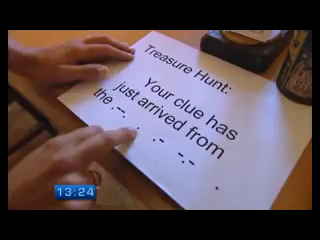 Treasure Hunt:
Your clue has
just arrived from
the .--. . .- -.- .
13:24